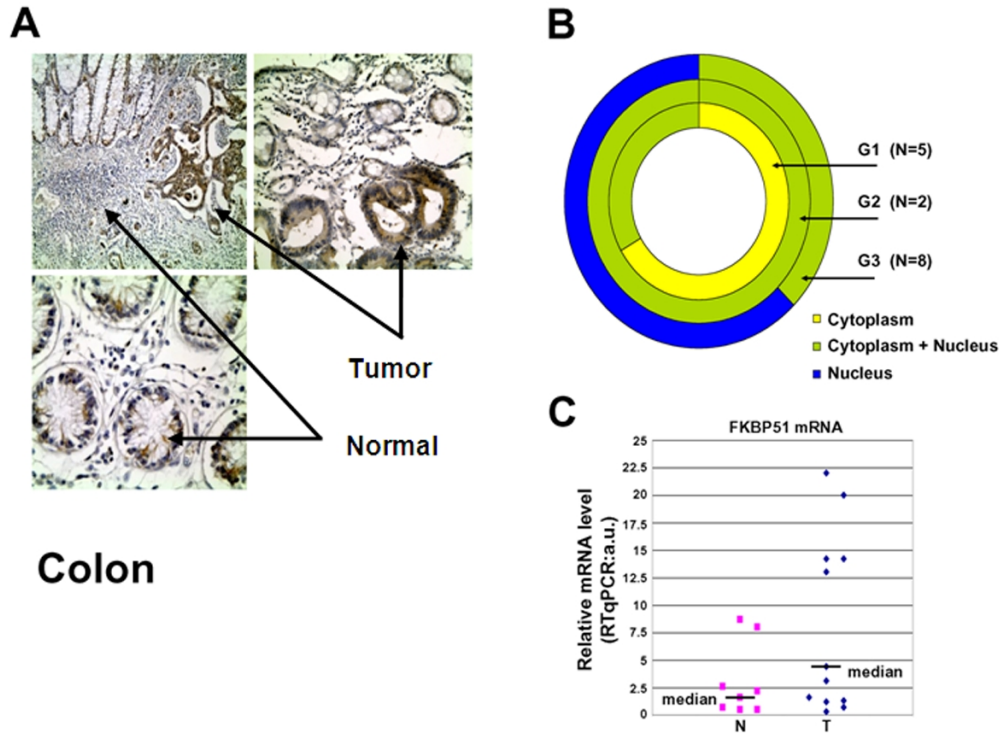 A
Tumor
Normal
Colon
B
G1 (N=5)
G2 (N=2)
G3 (N=8)
Cytoplasm
Cytoplasm + Nucleus
Nucleus
C
FKBP51 mRNA
Relative mRNA level
(RTqPCR:a.u.)
25
22.5
20
17.5
15
12.5
10
7.5
5
2.5
0
median
median
N
T